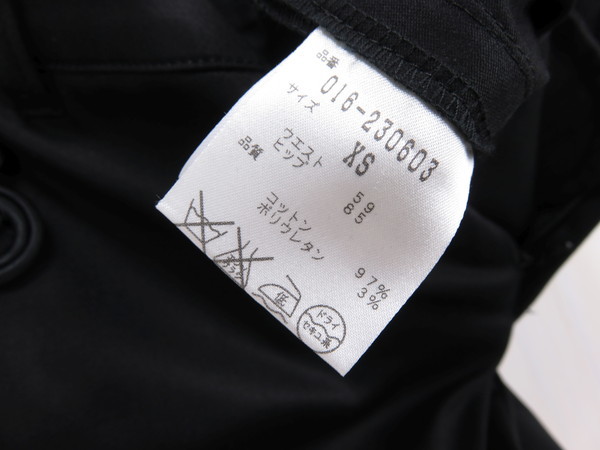 品番 016-230603
サイズ XS
ウエスト 59
ヒップ 85
品質
コットン 97%
ポリウレタン 3%
低
ドライ
セキユ系